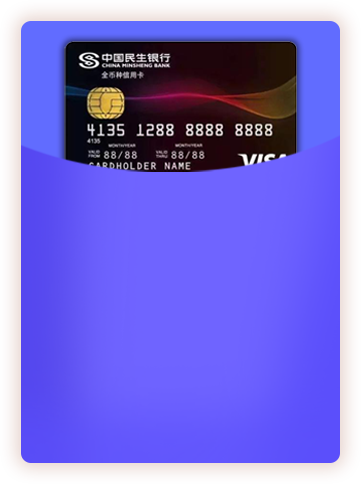 中国民生银行
CHINA MINSHENG BANK
全币种信用卡
4135 1288 8888 8888
4135 MONTH/YEAR MONTH/YEAR
VALID FROM 88/88 VALID THRU 88/88
CARDHOLDER NAME VISA